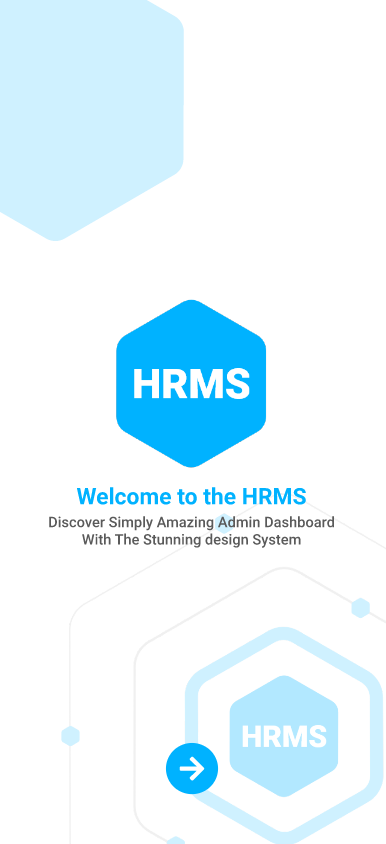 HRMS
Welcome to the HRMS
Discover Simply Amazing Admin Dashboard
With The Stunning design System
HRMS